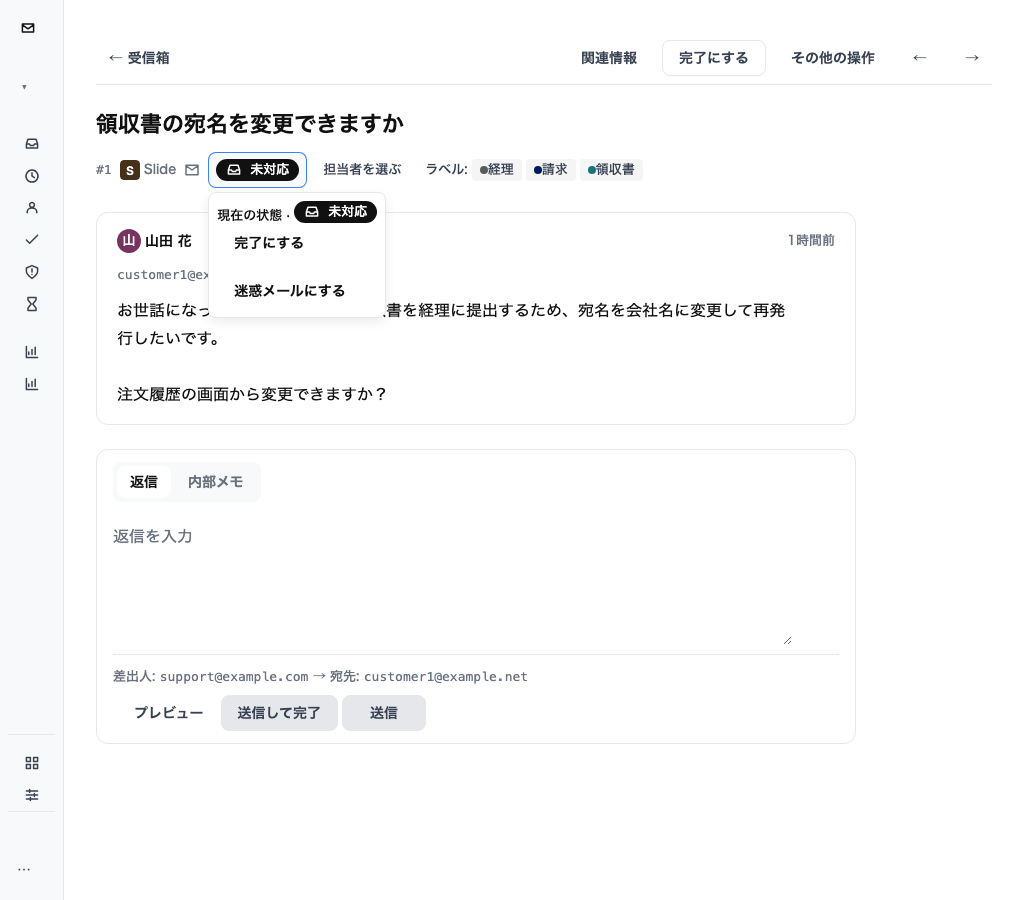 ← 受信箱
関連情報
完了にする
その他の操作
←
→
領収書の宛名を変更できますか
#1
S
Slide
未対応
担当者を選ぶ
ラベル:
経理
請求
領収書
現在の状態 ·
未対応
完了にする
迷惑メールにする
山
山田 花
1時間前
customer1@ex
お世話になっ
書を経理に提出するため、宛名を会社名に変更して再発
行したいです。
注文履歴の画面から変更できますか？
返信
内部メモ
返信を入力
差出人: support@example.com → 宛先: customer1@example.net
プレビュー
送信して完了
送信